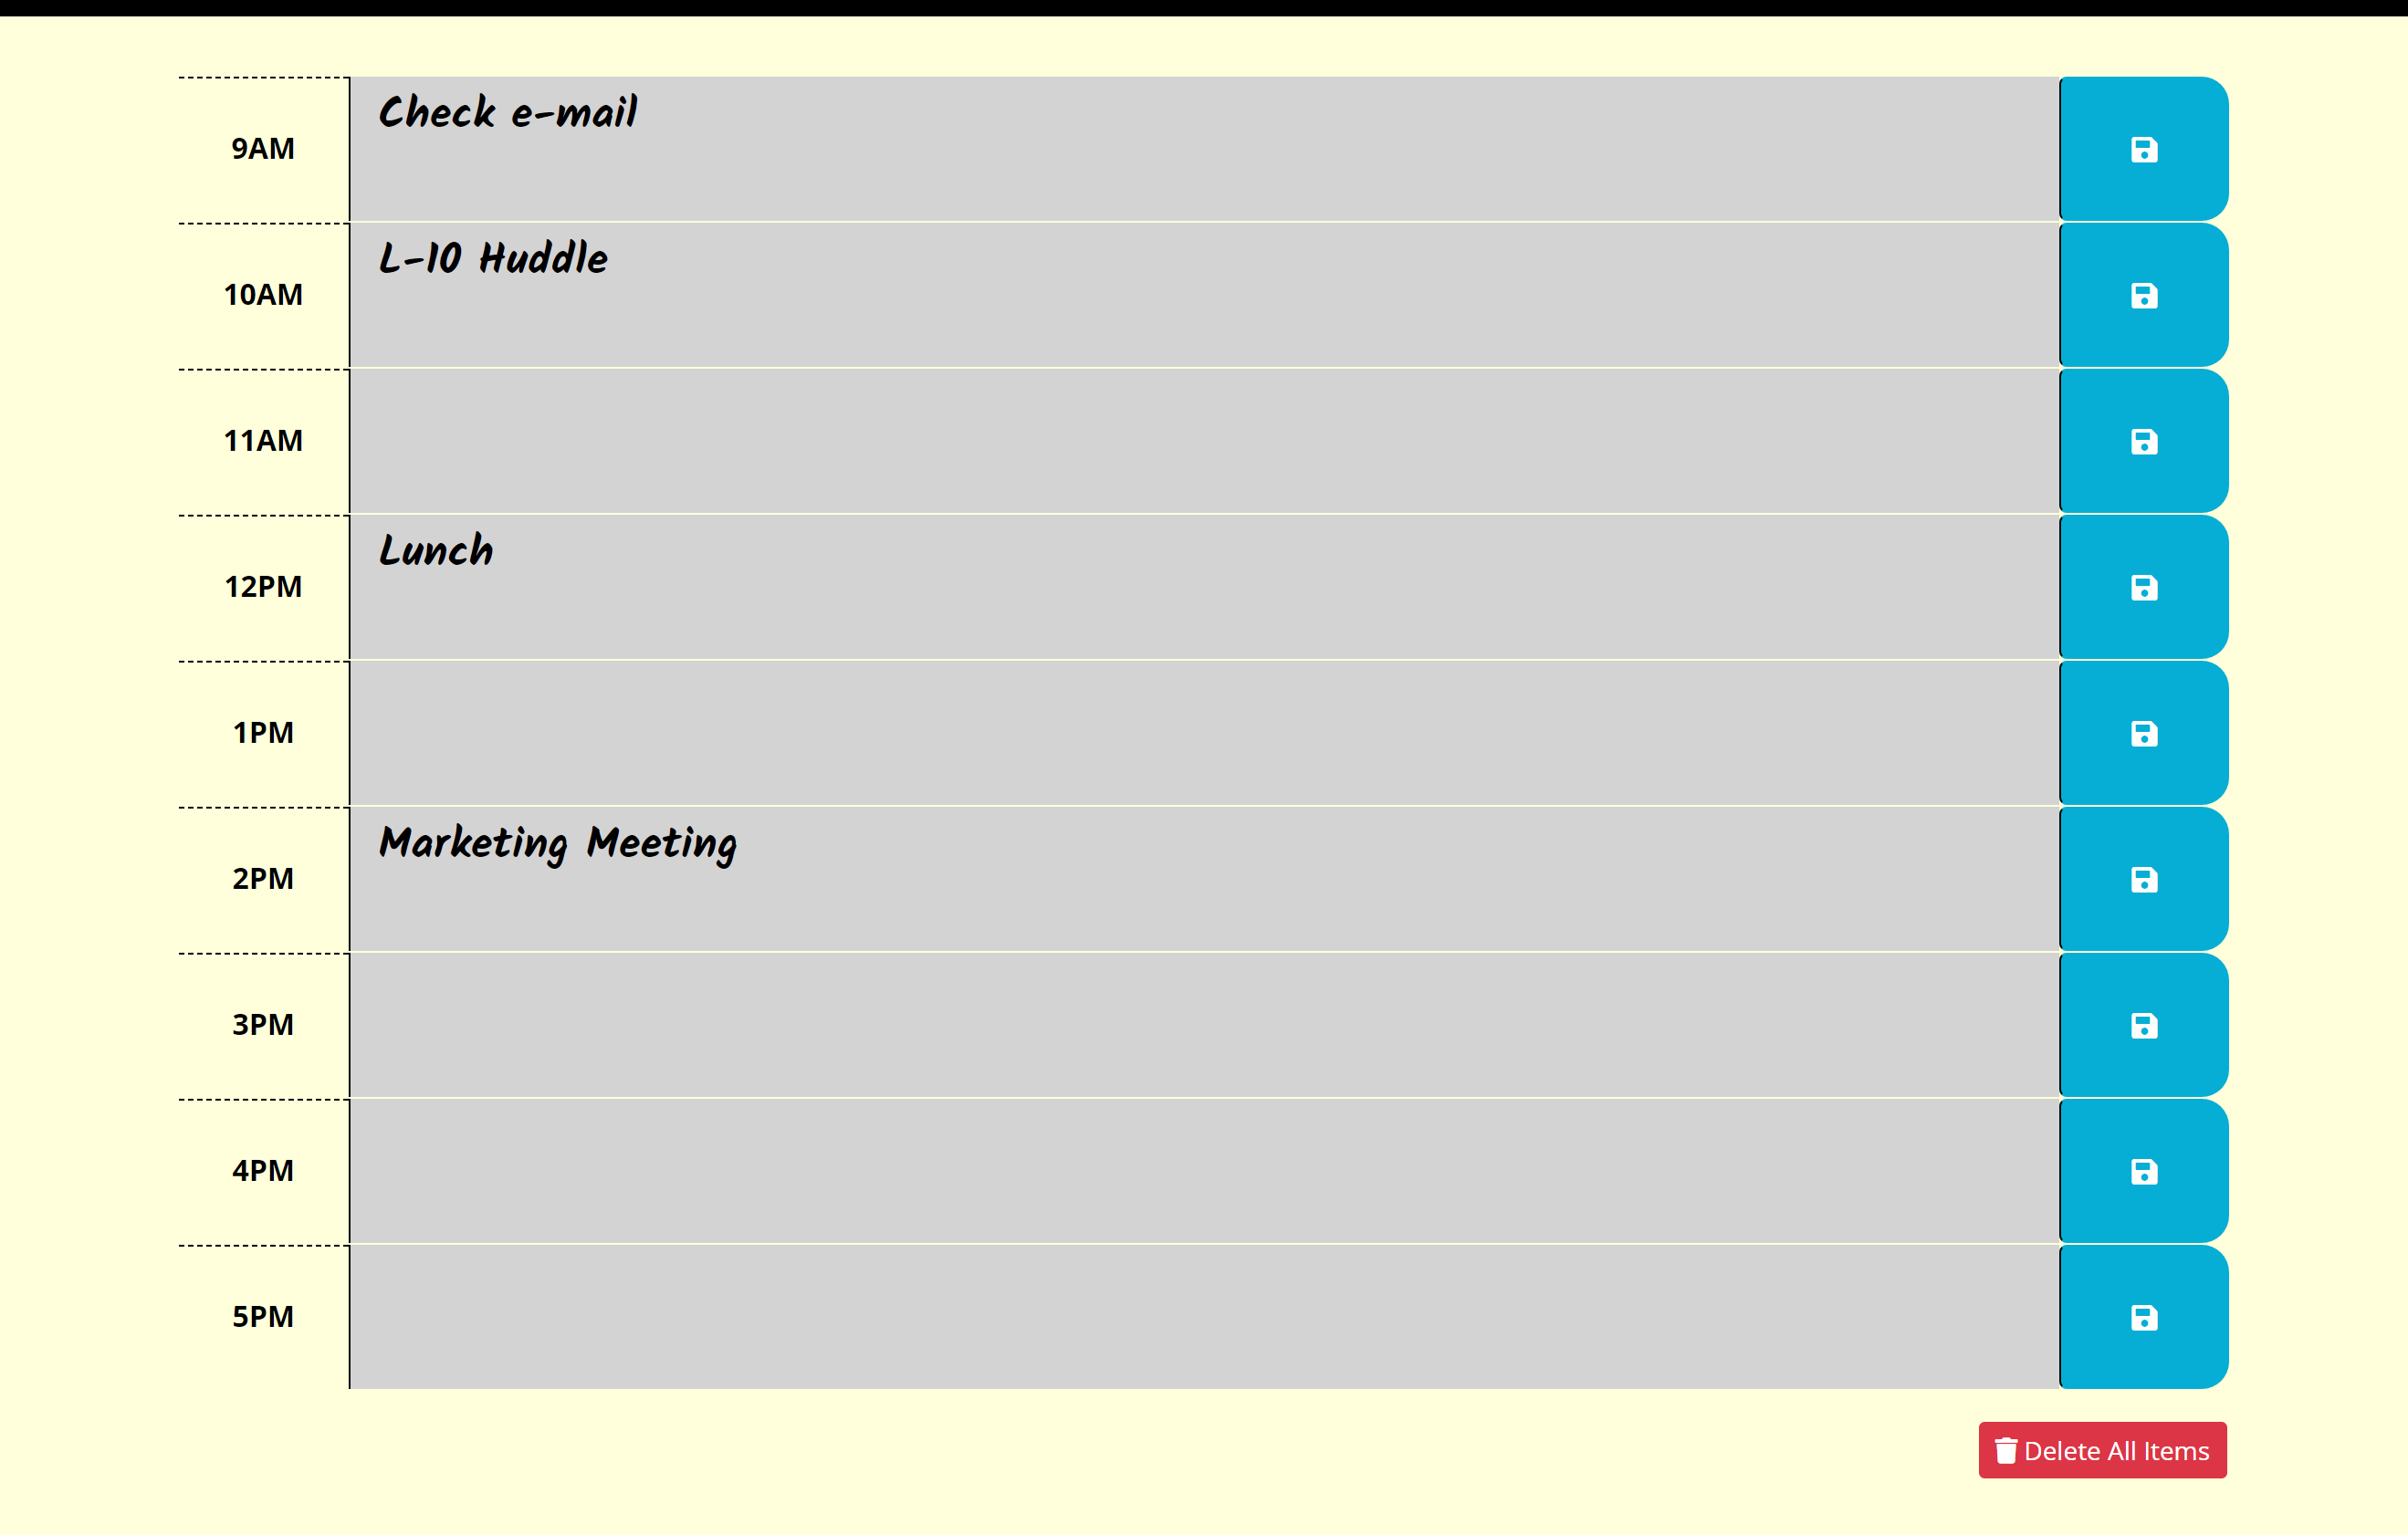 9AM Check e-mail
10AM L-10 Huddle
11AM
12PM Lunch
1PM
2PM Marketing Meeting
3PM
4PM
5PM
Delete All Items